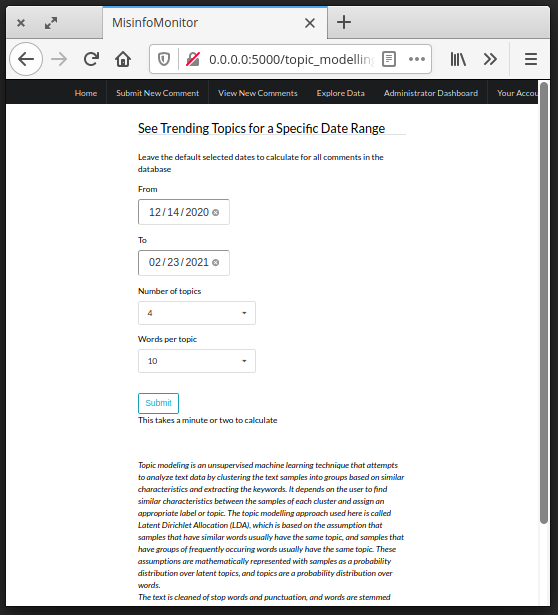 MisinfoMonitor
0.0.0.0:5000/topic_modellin
Home Submit New Comment View New Comments Explore Data Administrator Dashboard Your Accou
See Trending Topics for a Specific Date Range
Leave the default selected dates to calculate for all comments in the
database
From
12/14/2020
To
02/23/2021
Number of topics
4
Words per topic
10
Submit
This takes a minute or two to calculate
Topic modeling is an unsupervised machine learning technique that attempts
to analyze text data by clustering the text samples into groups based on similar
characteristics and extracting the keywords. It depends on the user to find
similar characteristics between the samples of each cluster and assign an
appropriate label or topic. The topic modelling approach used here is called
Latent Dirichlet Allocation (LDA), which is based on the assumption that
samples that have similar words usually have the same topic, and samples that
have groups of frequently occuring words usually have the same topic. These
assumptions are mathematically represented with samples as a probability
distribution over latent topics, and topics are a probability distribution over
words.
The text is cleaned of stop words and punctuation, and words are stemmed